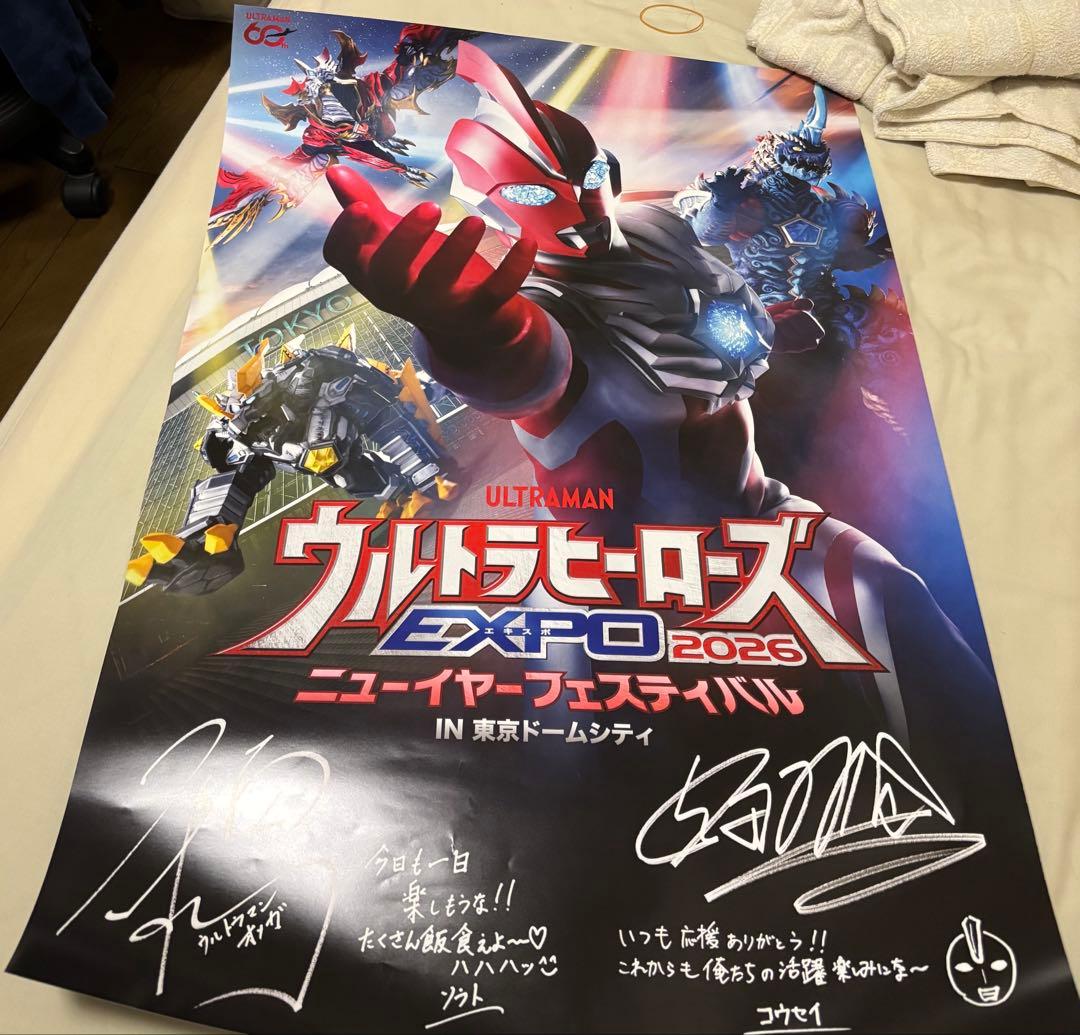 ULTRAMAN
60th
TOKYO
ULTRAMAN
ウルトラヒーローズ
EXPO 2026
エキスポ
ニューイヤーフェスティバル
IN 東京ドームシティ
ウルトラマン
オメガ
今日も一日
楽しもうな!!
たくさん飯食えよ〜♡
ハハハッ
ソラト
いつも応援ありがとう!!
これからも俺たちの活躍楽しみにな〜
コウセイ